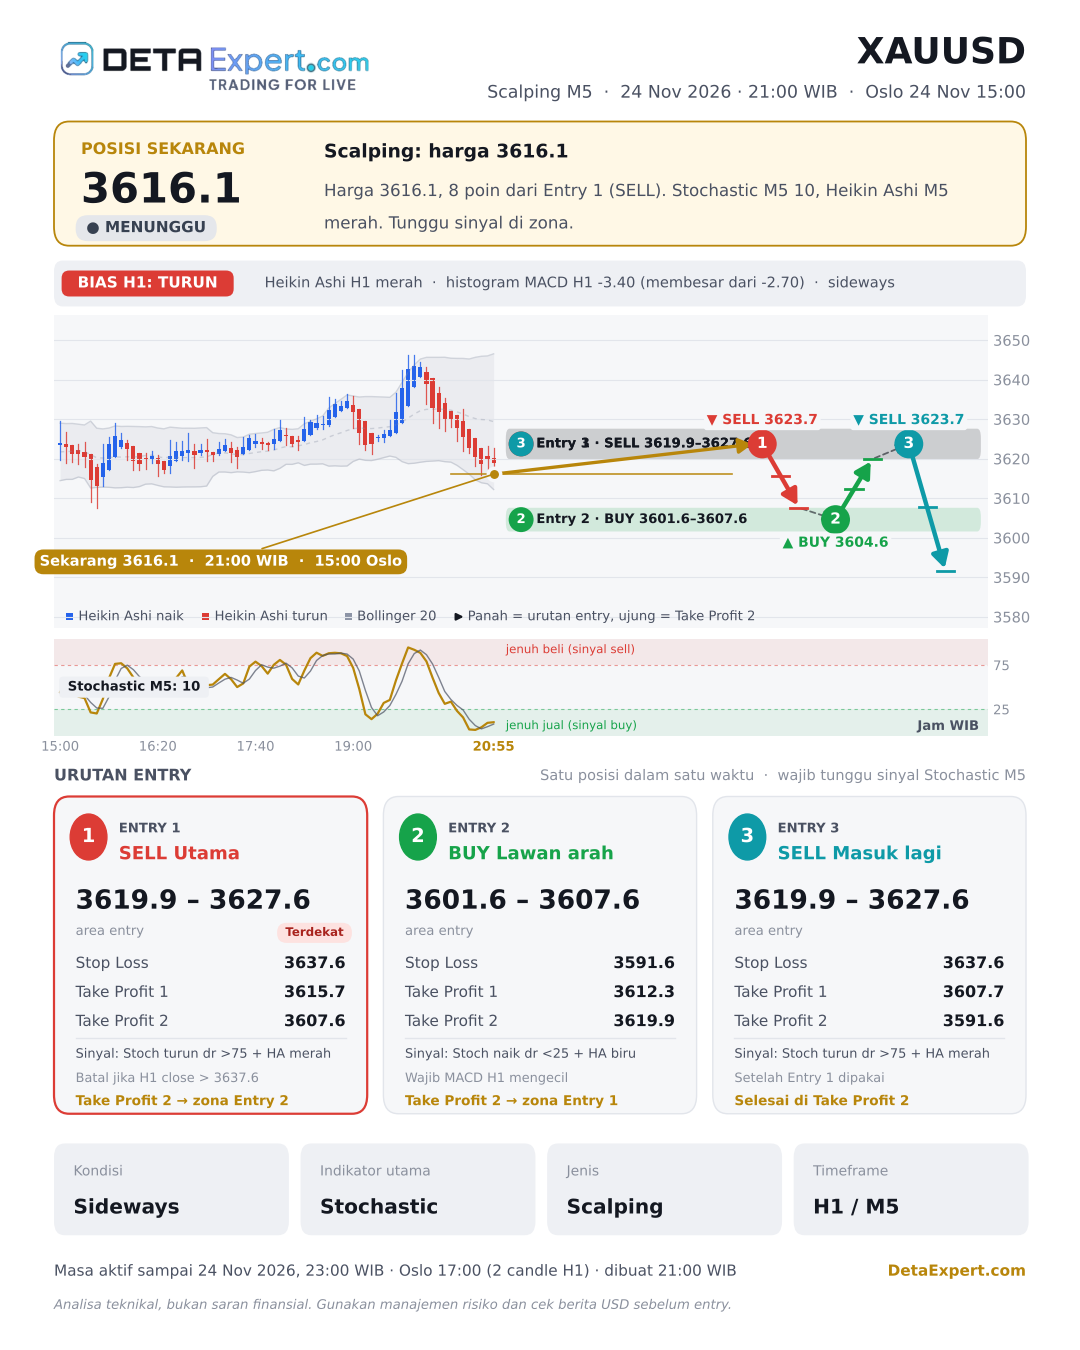 DETA Expert.com
TRADING FOR LIVE
XAUUSD
Scalping M5 · 24 Nov 2026 · 21:00 WIB · Oslo 24 Nov 15:00
POSISI SEKARANG
3616.1
● MENUNGGU
Scalping: harga 3616.1
Harga 3616.1, 8 poin dari Entry 1 (SELL). Stochastic M5 10, Heikin Ashi M5
merah. Tunggu sinyal di zona.
BIAS H1: TURUN
Heikin Ashi H1 merah · histogram MACD H1 -3.40 (membesar dari -2.70) · sideways
3650
3640
3630
3620
3610
3600
3590
3580
▼ SELL 3623.7
▼ SELL 3623.7
3
Entry 3 · SELL 3619.9–3627.6
1
3
2
Entry 2 · BUY 3601.6–3607.6
2
▲ BUY 3604.6
Sekarang 3616.1 · 21:00 WIB · 15:00 Oslo
Heikin Ashi naik
Heikin Ashi turun
Bollinger 20
Panah = urutan entry, ujung = Take Profit 2
jenuh beli (sinyal sell)
75
Stochastic M5: 10
25
jenuh jual (sinyal buy)
Jam WIB
15:00
16:20
17:40
19:00
20:55
URUTAN ENTRY
Satu posisi dalam satu waktu · wajib tunggu sinyal Stochastic M5
1
ENTRY 1
SELL Utama
3619.9 – 3627.6
area entry
Terdekat
Stop Loss 3637.6
Take Profit 1 3615.7
Take Profit 2 3607.6
Sinyal: Stoch turun dr >75 + HA merah
Batal jika H1 close > 3637.6
Take Profit 2 → zona Entry 2
2
ENTRY 2
BUY Lawan arah
3601.6 – 3607.6
area entry
Stop Loss 3591.6
Take Profit 1 3612.3
Take Profit 2 3619.9
Sinyal: Stoch naik dr <25 + HA biru
Wajib MACD H1 mengecil
Take Profit 2 → zona Entry 1
3
ENTRY 3
SELL Masuk lagi
3619.9 – 3627.6
area entry
Stop Loss 3637.6
Take Profit 1 3607.7
Take Profit 2 3591.6
Sinyal: Stoch turun dr >75 + HA merah
Setelah Entry 1 dipakai
Selesai di Take Profit 2
Kondisi
Sideways
Indikator utama
Stochastic
Jenis
Scalping
Timeframe
H1 / M5
Masa aktif sampai 24 Nov 2026, 23:00 WIB · Oslo 17:00 (2 candle H1) · dibuat 21:00 WIB
DetaExpert.com
Analisa teknikal, bukan saran finansial. Gunakan manajemen risiko dan cek berita USD sebelum entry.